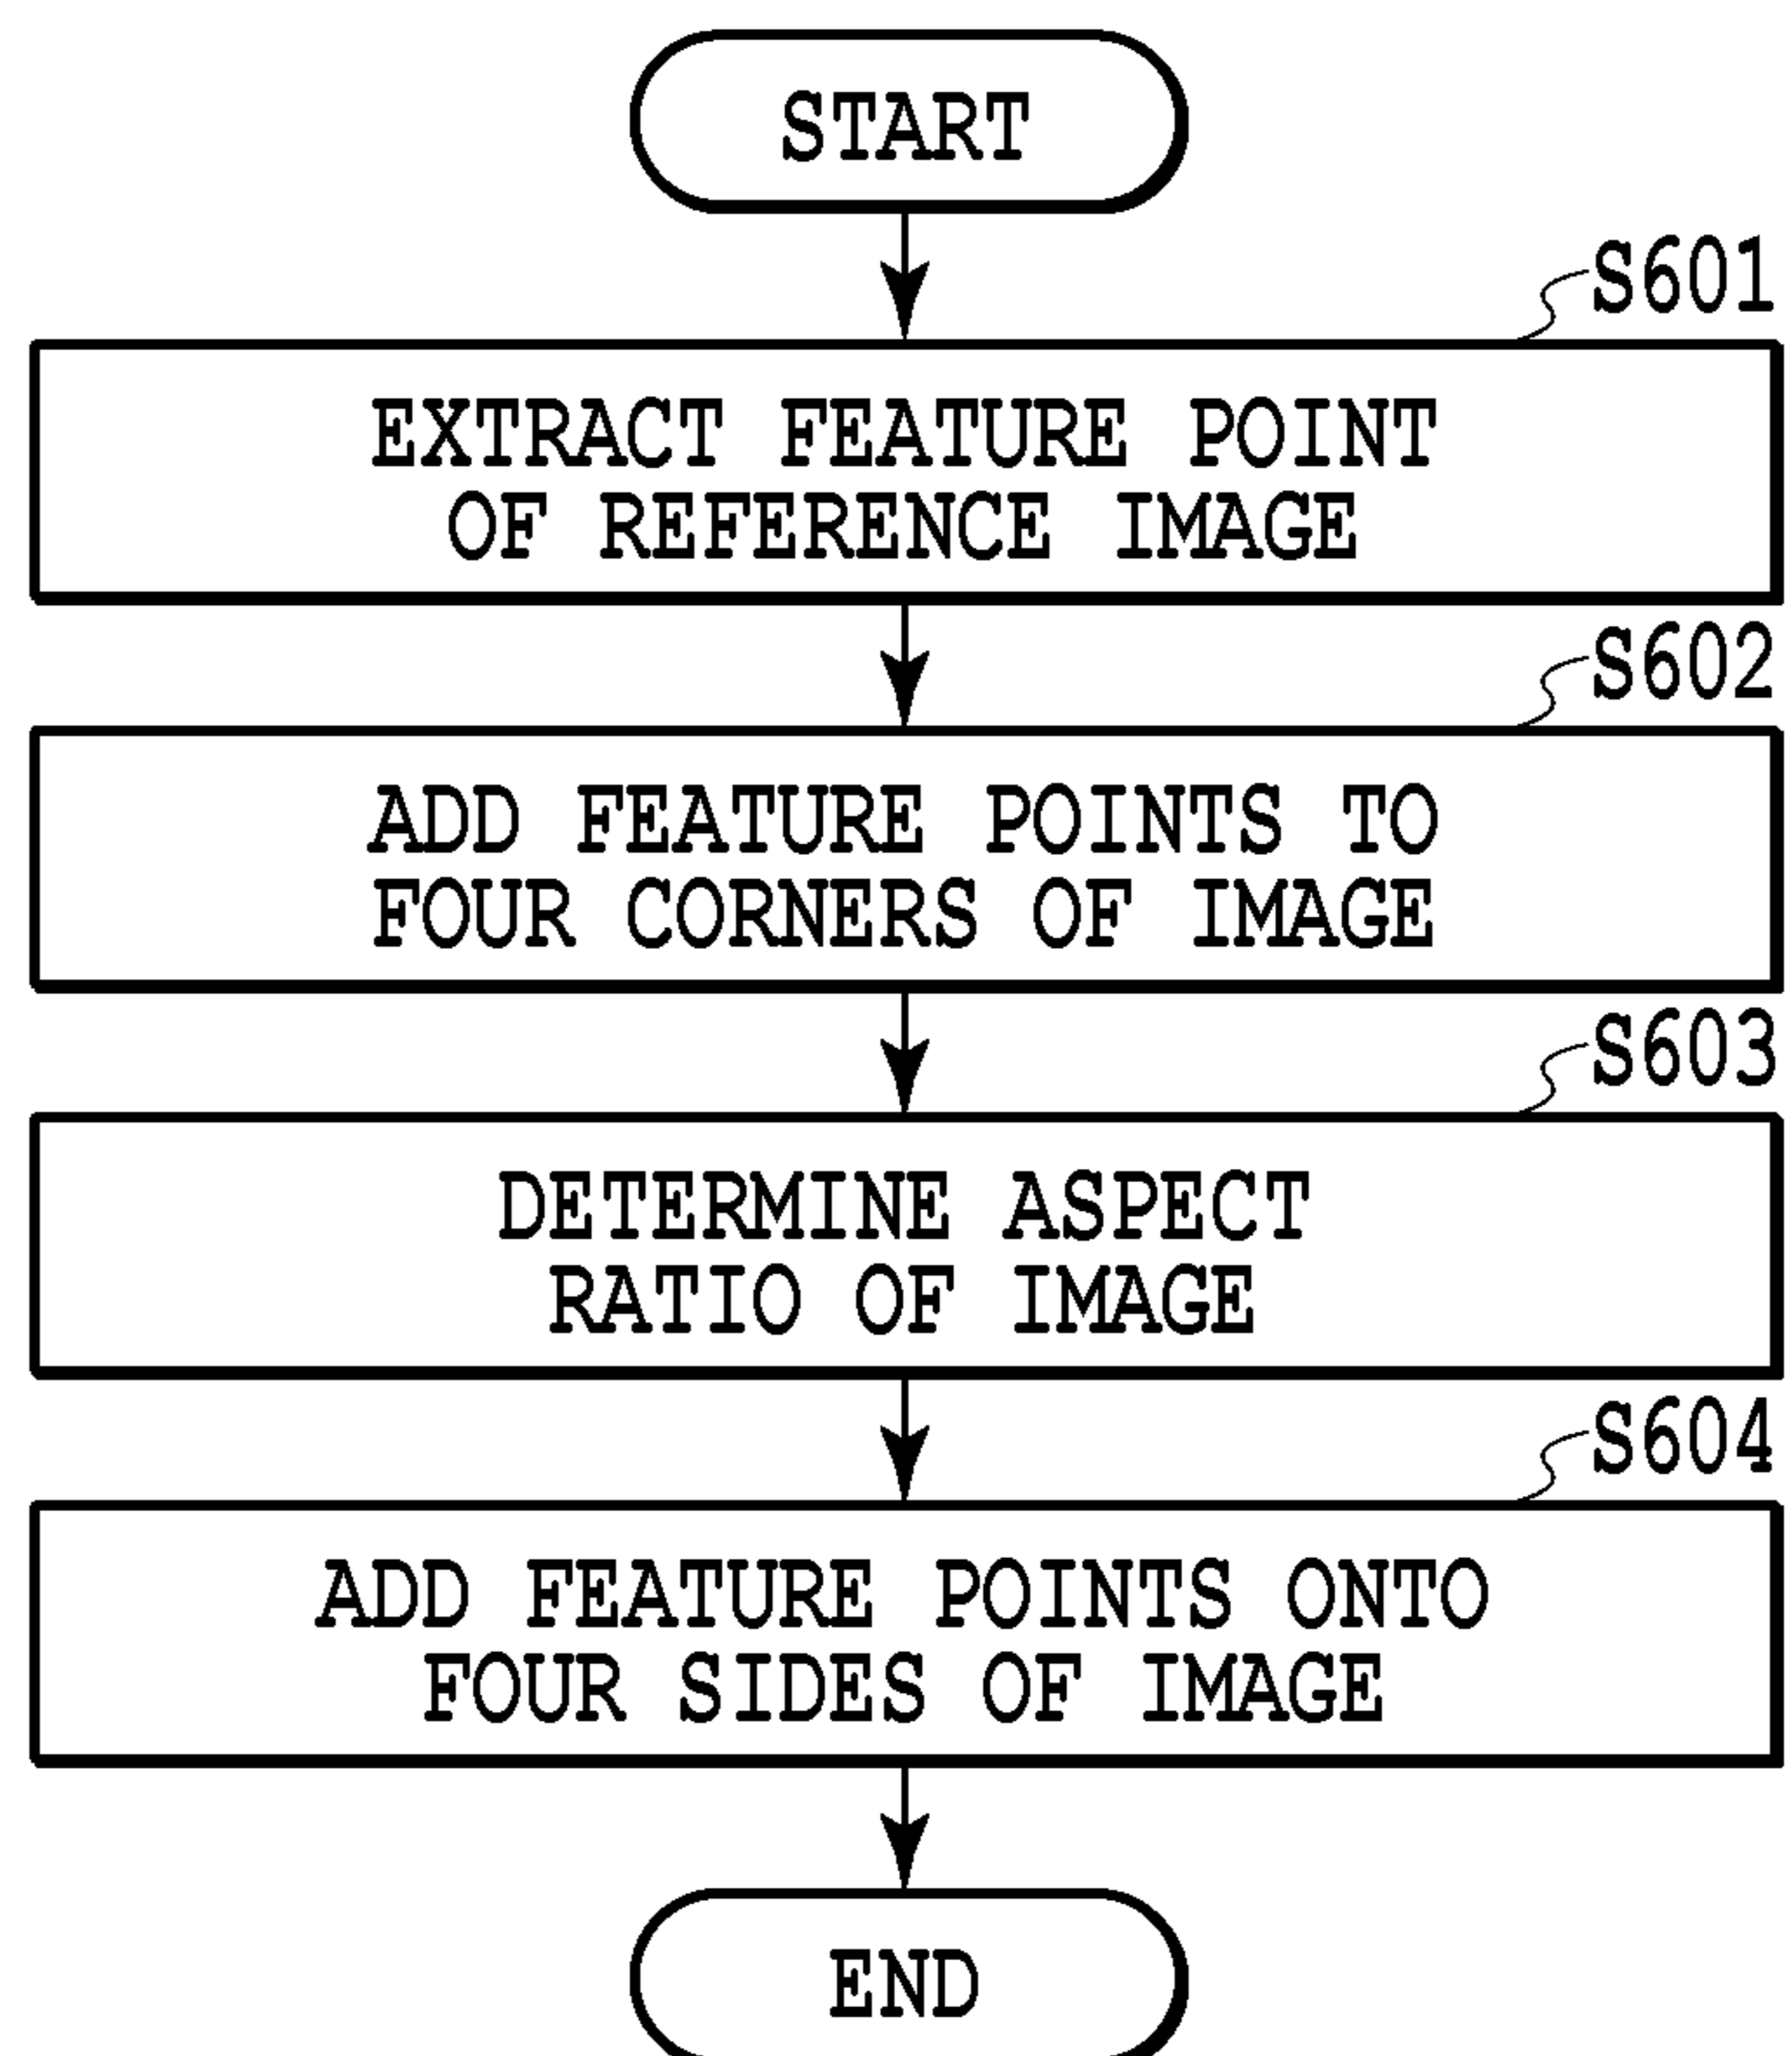 START
S601
EXTRACT FEATURE POINT
OF REFERENCE IMAGE
S602
ADD FEATURE POINTS TO
FOUR CORNERS OF IMAGE
S603
DETERMINE ASPECT
RATIO OF IMAGE
S604
ADD FEATURE POINTS ONTO
FOUR SIDES OF IMAGE
END